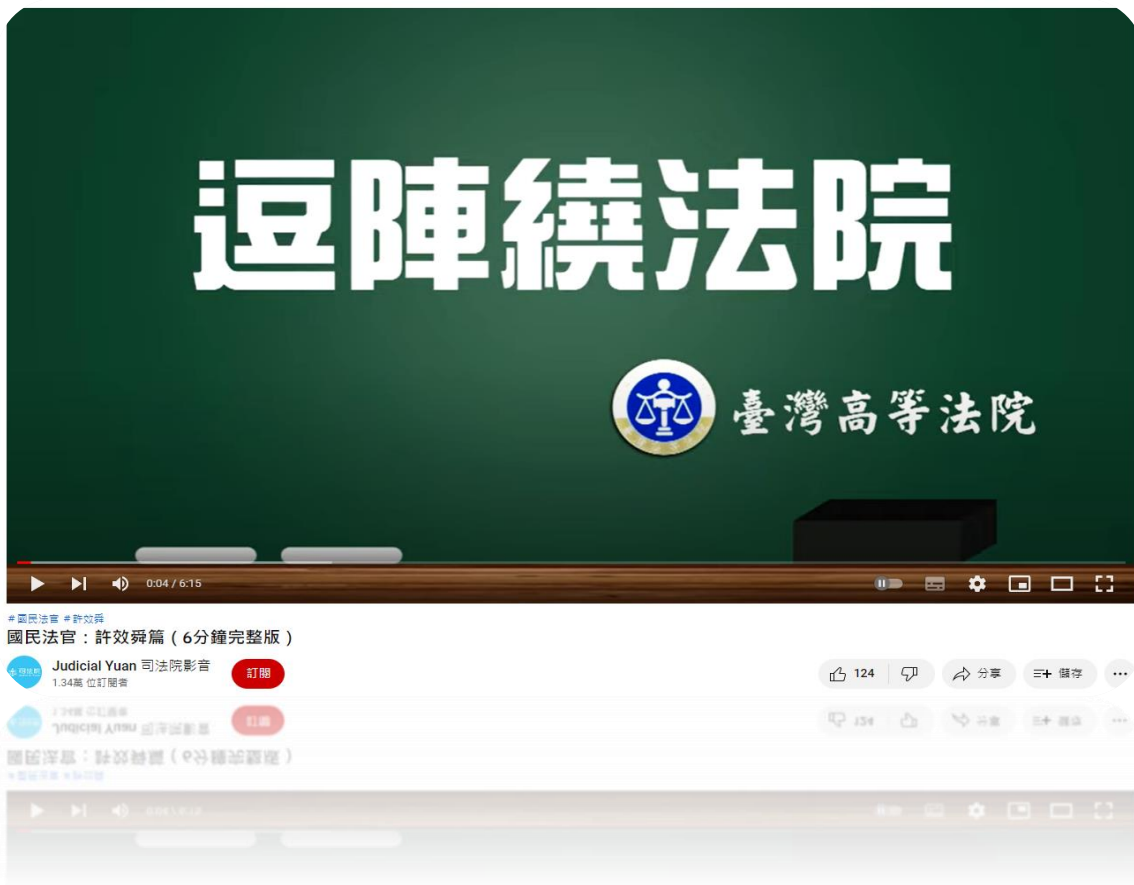 逗陣繞法院
臺灣高等法院
0:04 / 6:15
#國民法官 #許效舜
國民法官：許效舜篇（6分鐘完整版）
Judicial Yuan 司法院影音
1.34萬 位訂閱者
訂閱
124
分享
儲存